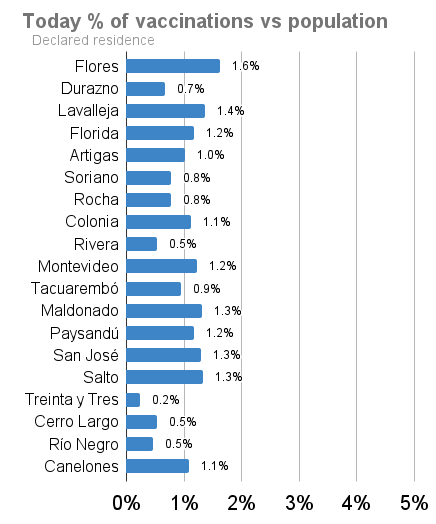 Today % of vaccinations vs population
Declared residence
Flores 1.6%
Durazno 0.7%
Lavalleja 1.4%
Florida 1.2%
Artigas 1.0%
Soriano 0.8%
Rocha 0.8%
Colonia 1.1%
Rivera 0.5%
Montevideo 1.2%
Tacuarembó 0.9%
Maldonado 1.3%
Paysandú 1.2%
San José 1.3%
Salto 1.3%
Treinta y Tres 0.2%
Cerro Largo 0.5%
Río Negro 0.5%
Canelones 1.1%
0% 1% 2% 3% 4% 5%